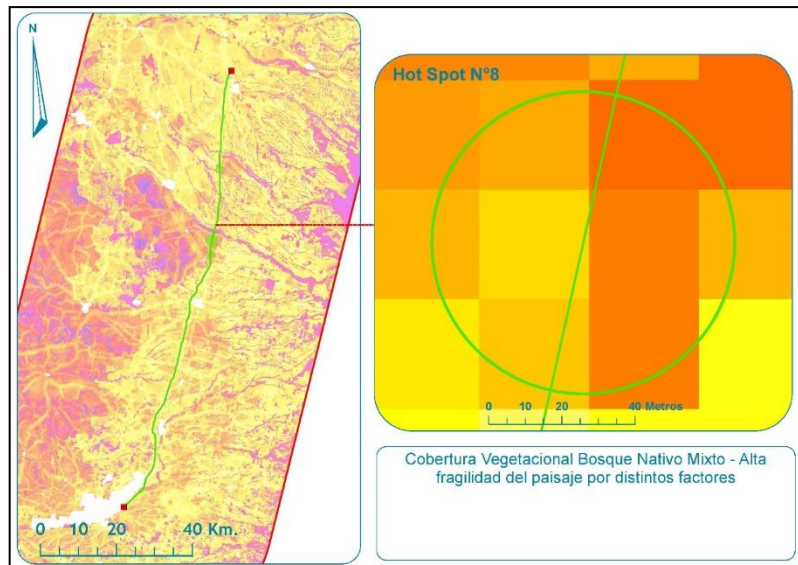 N
0 10 20 40 Km.
Hot Spot Nº8
0 10 20 40 Metros
Cobertura Vegetacional Bosque Nativo Mixto - Alta
fragilidad del paisaje por distintos factores